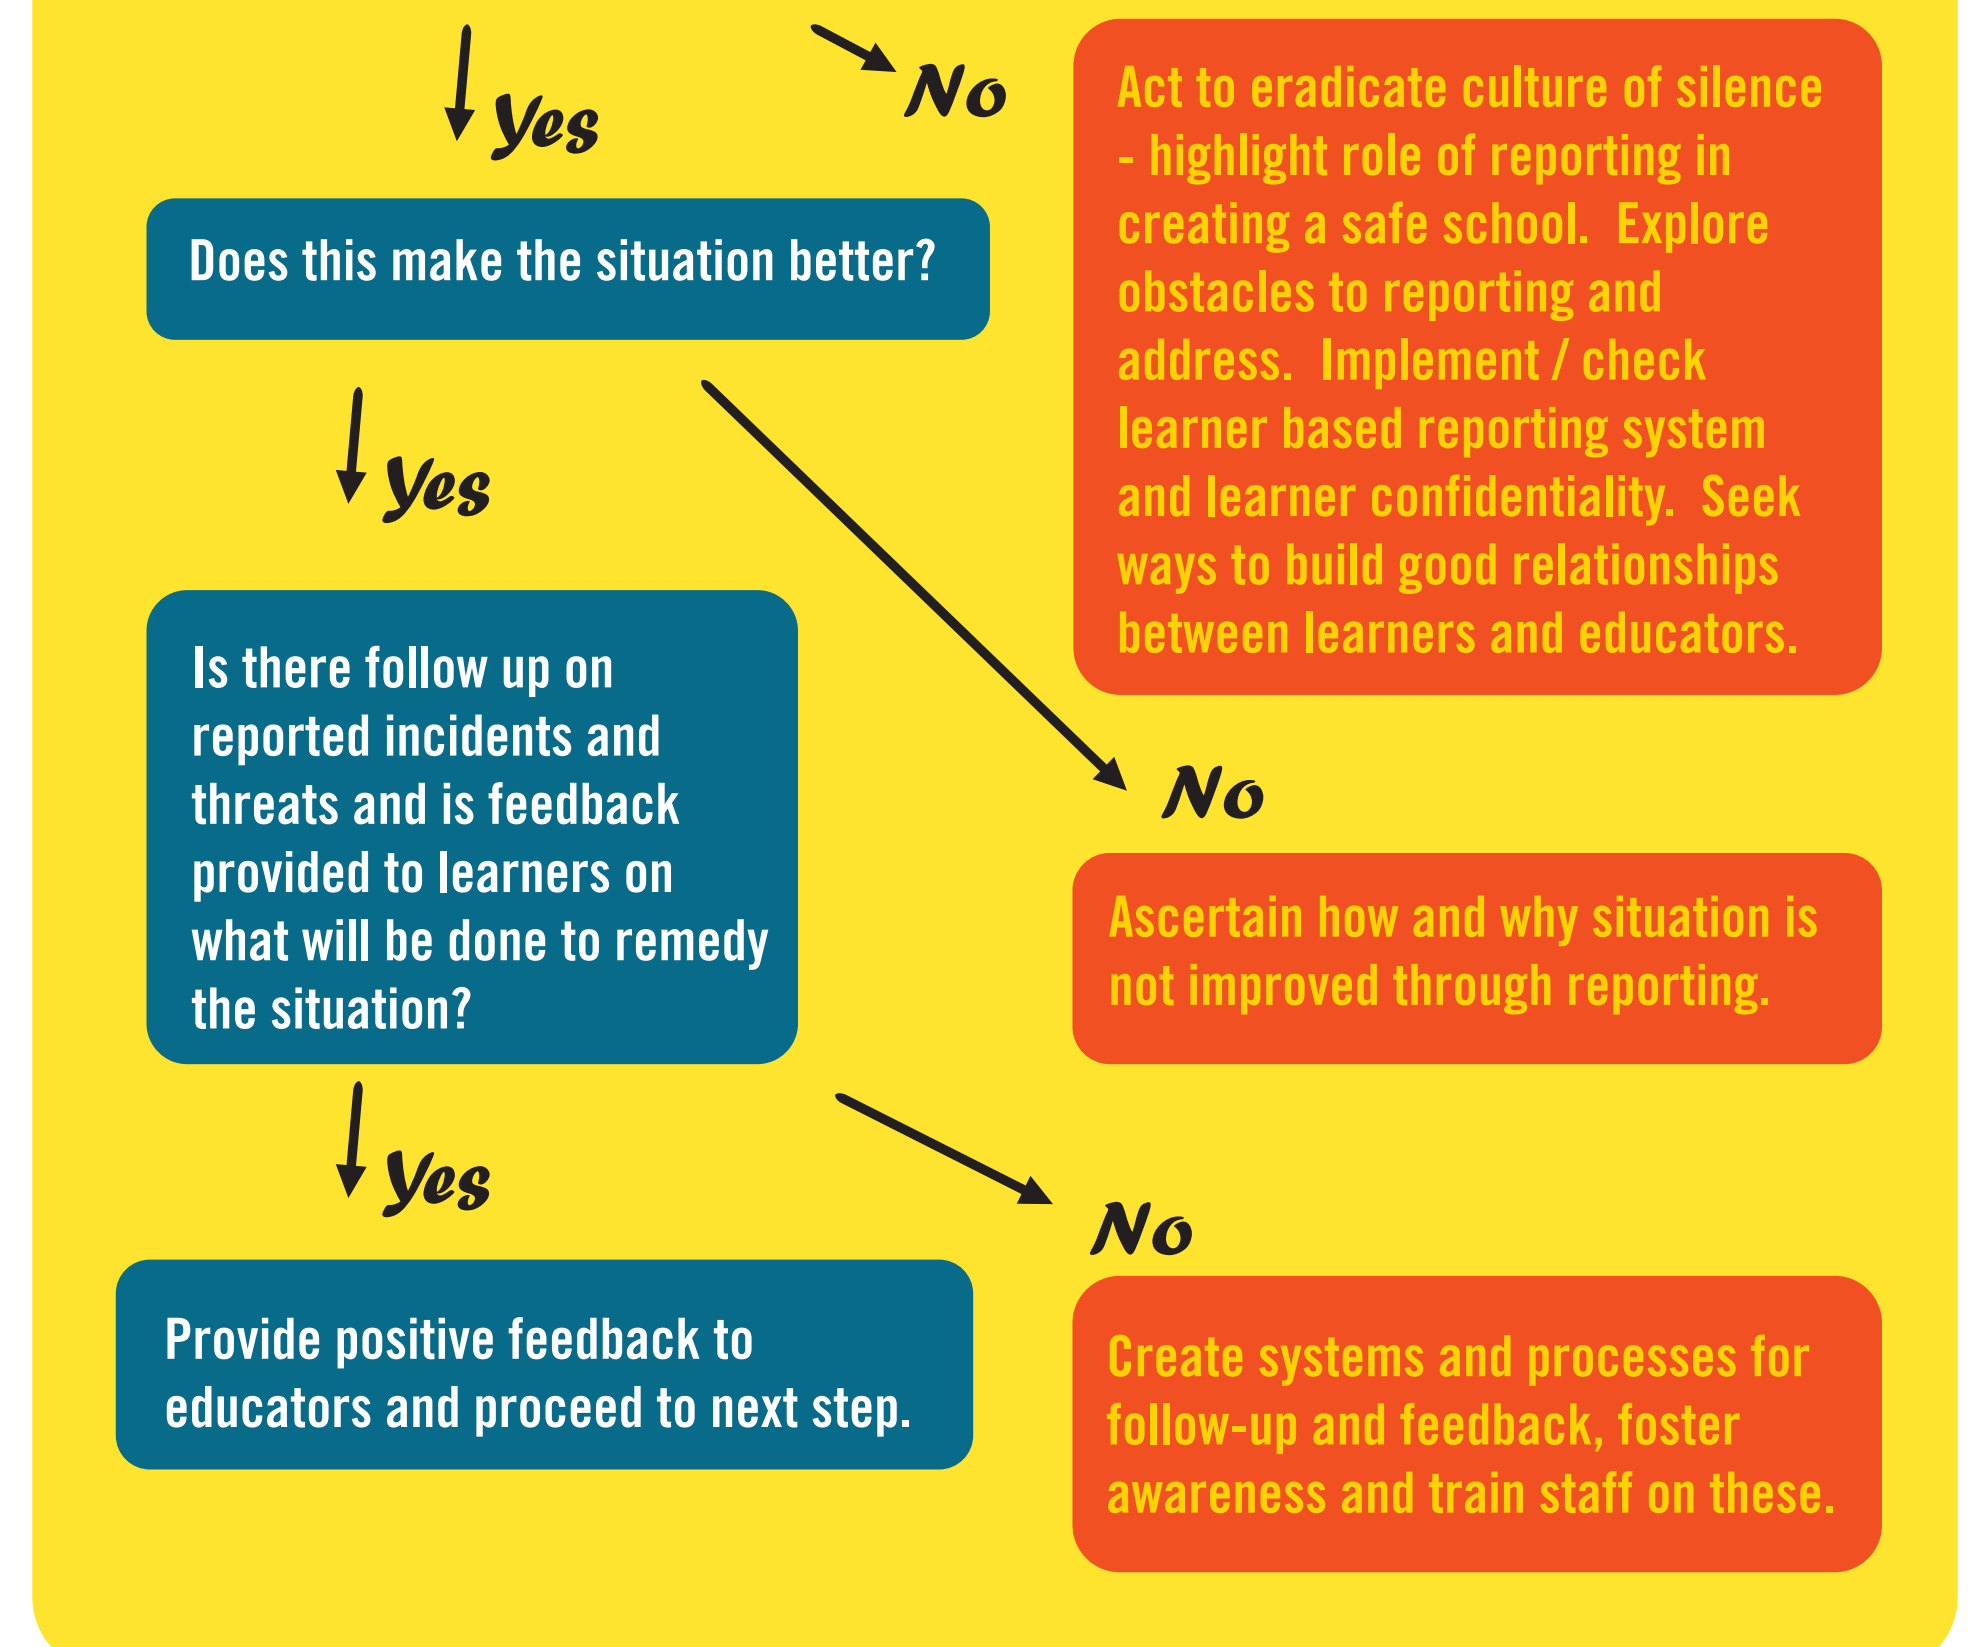 Yes
No
Act to eradicate culture of silence
- highlight role of reporting in
creating a safe school.  Explore
obstacles to reporting and
address.  Implement / check
learner based reporting system
and learner confidentiality.  Seek
ways to build good relationships
between learners and educators.
Does this make the situation better?
Yes
No
Is there follow up on
reported incidents and
threats and is feedback
provided to learners on
what will be done to remedy
the situation?
Ascertain how and why situation is
not improved through reporting.
Yes
No
Provide positive feedback to
educators and proceed to next step.
Create systems and processes for
follow-up and feedback, foster
awareness and train staff on these.